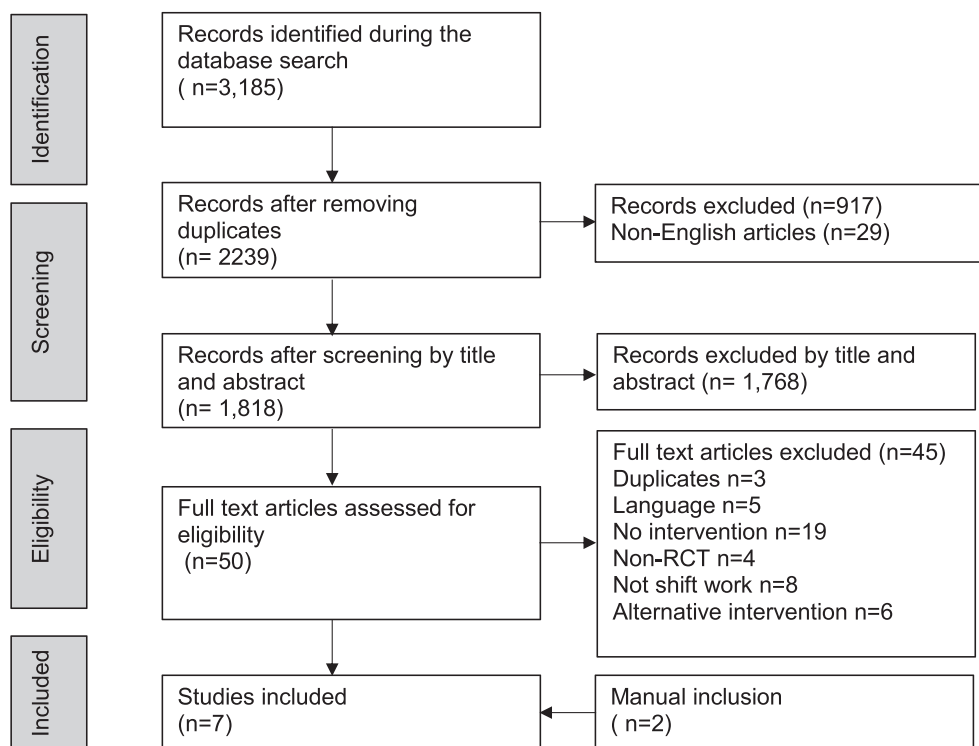 Identification
Records identified during the
database search
( n=3,185)
Records after removing
duplicates
(n= 2239)
Records excluded (n=917)
Non-English articles (n=29)
Screening
Records after screening by title
and abstract
(n= 1,818)
Records excluded by title and
abstract (n= 1,768)
Eligibility
Full text articles assessed for
eligibility
(n=50)
Full text articles excluded (n=45)
Duplicates n=3
Language n=5
No intervention n=19
Non-RCT n=4
Not shift work n=8
Alternative intervention n=6
Included
Studies included
(n=7)
Manual inclusion
( n=2)